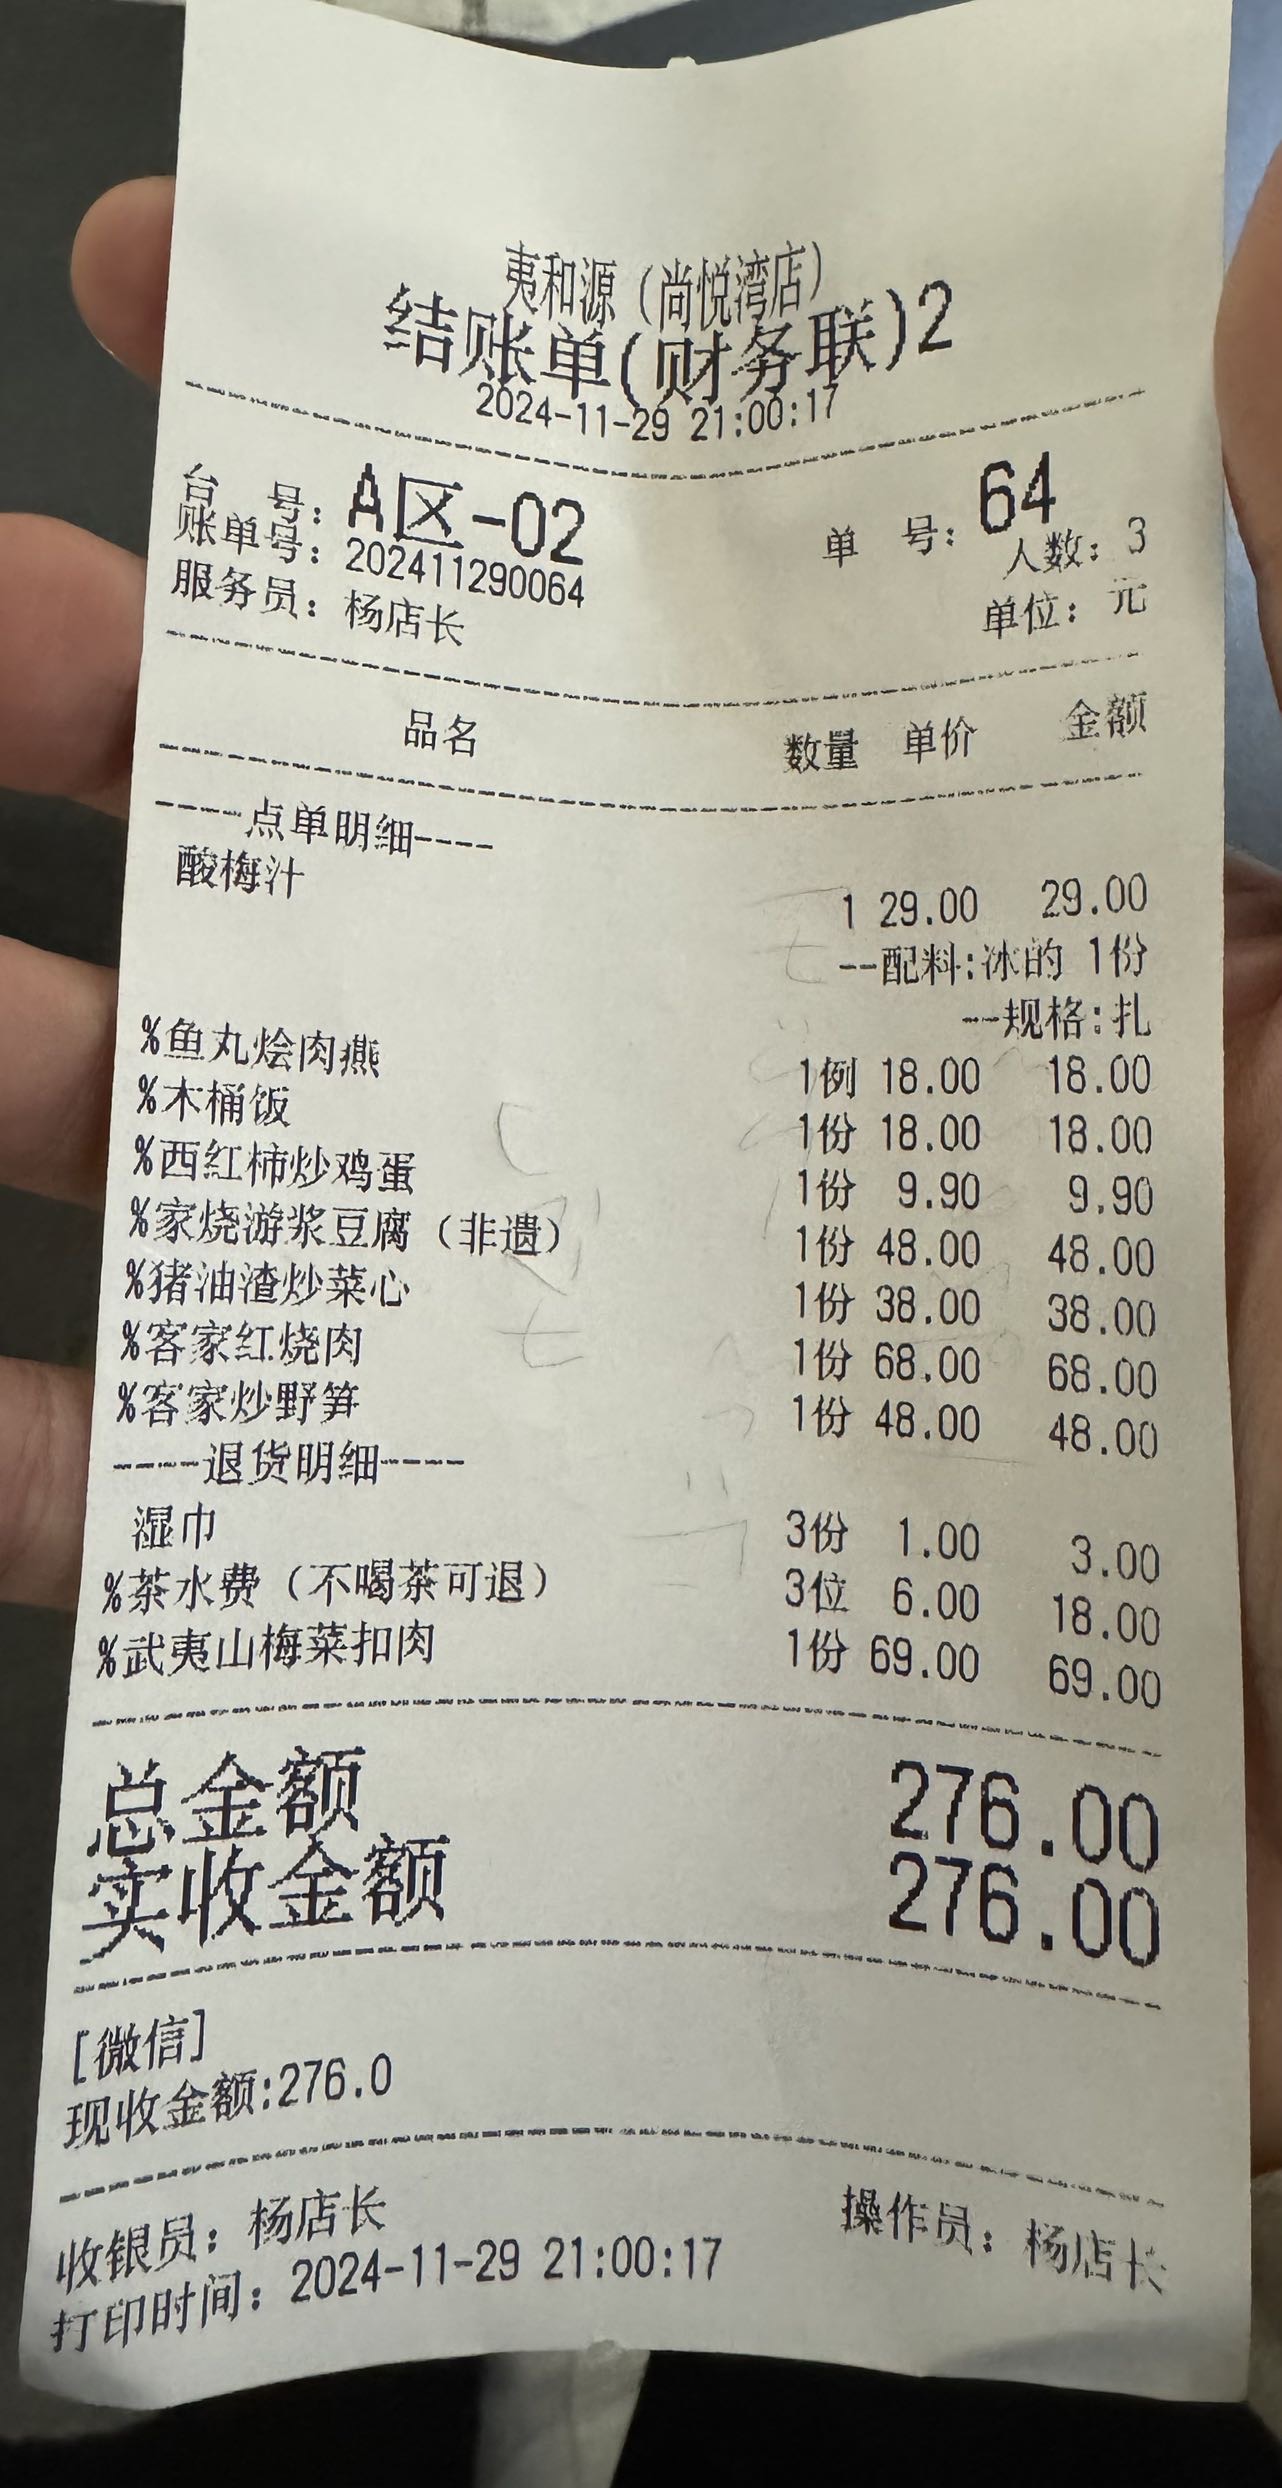 夷和源（尚悦湾店）
结账单(财务联)2
2024-11-29 21:00:17
台 号：A区-02 单 号：64
账单号：202411290064 人数：3
服务员：杨店长 单位：元
品名 数量 单价 金额
----点单明细----
酸梅汁
1 29.00 29.00
--配料:冰的 1份
--规格:扎
%鱼丸烩肉燕 1例 18.00 18.00
%木桶饭 1份 18.00 18.00
%西红柿炒鸡蛋 1份 9.90 9.90
%家烧游浆豆腐（非遗） 1份 48.00 48.00
%猪油渣炒菜心 1份 38.00 38.00
%客家红烧肉 1份 68.00 68.00
%客家炒野笋 1份 48.00 48.00
----退货明细----
湿巾 3份 1.00 3.00
%茶水费（不喝茶可退） 3位 6.00 18.00
%武夷山梅菜扣肉 1份 69.00 69.00
总金额 276.00
实收金额 276.00
[微信]
现收金额:276.0
收银员：杨店长 操作员：杨店长
打印时间：2024-11-29 21:00:17